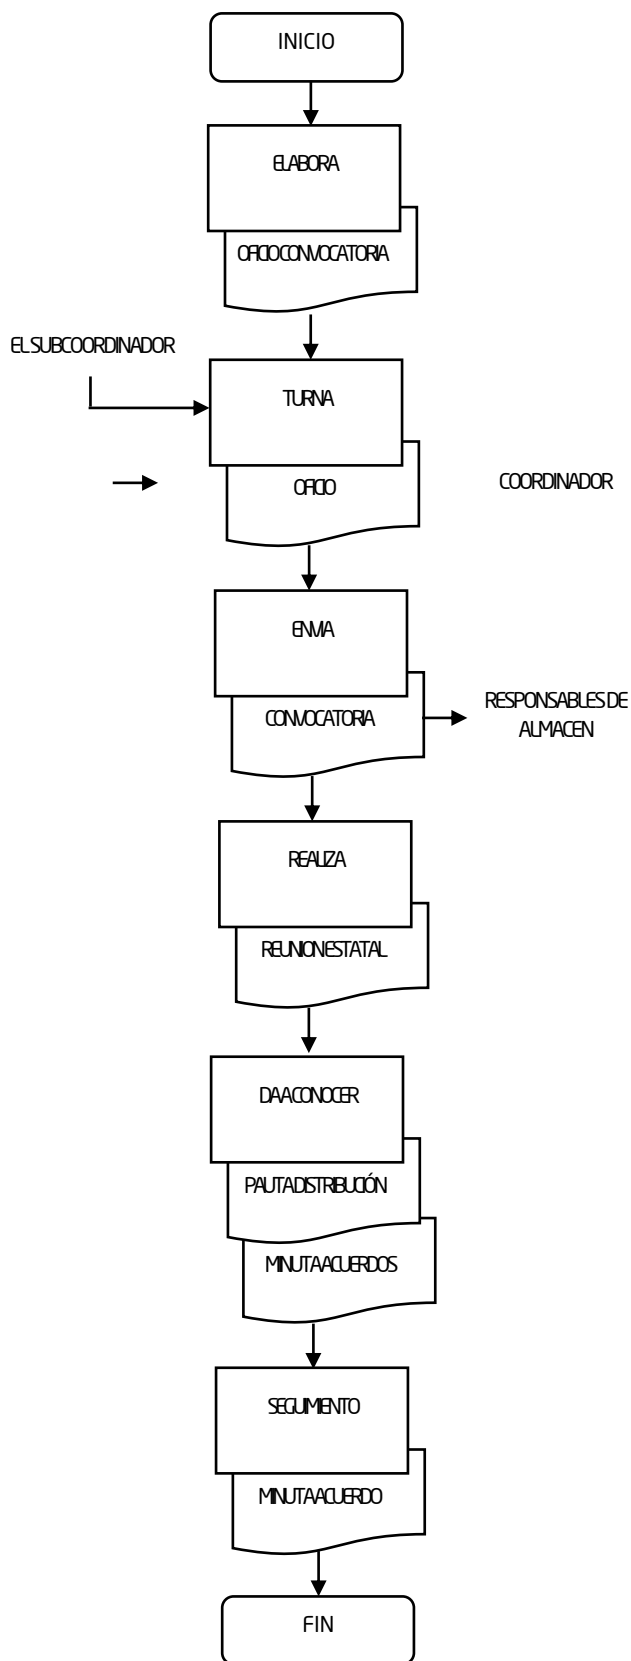 INICIO
ELABORA
OFICIO CONVOCATORIA
EL SUBCOORDINADOR
TURNA
OFICIO
COORDINADOR
ENVIA
CONVOCATORIA
RESPONSABLES DE
ALMACEN
REALIZA
REUNION ESTATAL
DA A CONOCER
PAUTA DISTRIBUCIÓN
MINUTA ACUERDOS
SEGUIMIENTO
MINUTA ACUERDO
FIN